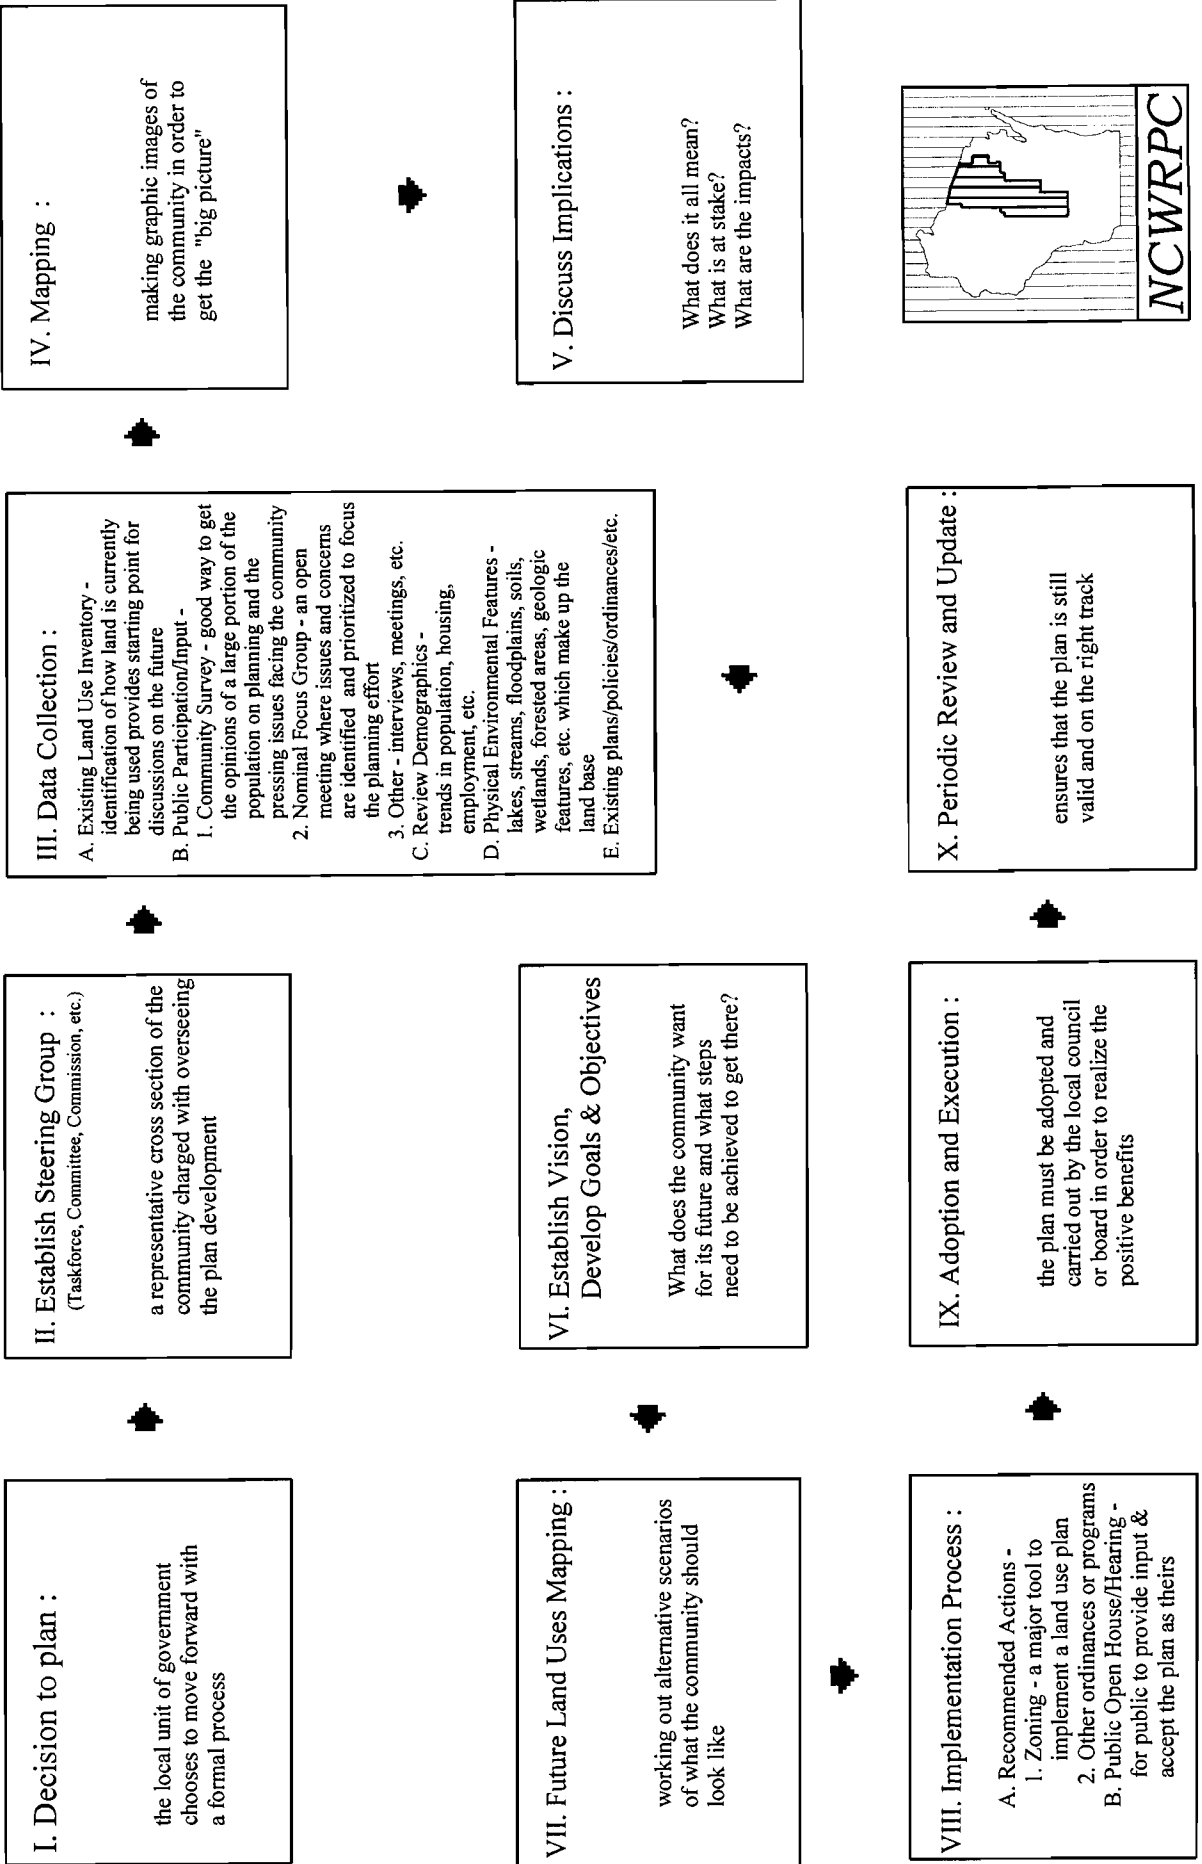 I. Decision to plan :
the local unit of government
chooses to move forward with
a formal process
II. Establish Steering Group :
(Taskforce, Committee, Commission, etc.)
a representative cross section of the
community charged with overseeing
the plan development
III. Data Collection :
A. Existing Land Use Inventory -
identification of how land is currently
being used provides starting point for
discussions on the future
B. Public Participation/Input -
1. Community Survey - good way to get
the opinions of a large portion of the
population on planning and the
pressing issues facing the community
2. Nominal Focus Group - an open
meeting where issues and concerns
are identified and prioritized to focus
the planning effort
3. Other - interviews, meetings, etc.
C. Review Demographics -
trends in population, housing,
employment, etc.
D. Physical Environmental Features -
lakes, streams, floodplains, soils,
wetlands, forested areas, geologic
features, etc. which make up the
land base
E. Existing plans/policies/ordinances/etc.
IV. Mapping :
making graphic images of
the community in order to
get the "big picture"
V. Discuss Implications :
What does it all mean?
What is at stake?
What are the impacts?
VI. Establish Vision,
Develop Goals & Objectives
What does the community want
for its future and what steps
need to be achieved to get there?
VII. Future Land Uses Mapping :
working out alternative scenarios
of what the community should
look like
VIII. Implementation Process :
A. Recommended Actions -
1. Zoning - a major tool to
implement a land use plan
2. Other ordinances or programs
B. Public Open House/Hearing -
for public to provide input &
accept the plan as theirs
IX. Adoption and Execution :
the plan must be adopted and
carried out by the local council
or board in order to realize the
positive benefits
X. Periodic Review and Update :
ensures that the plan is still
valid and on the right track
NCWRPC